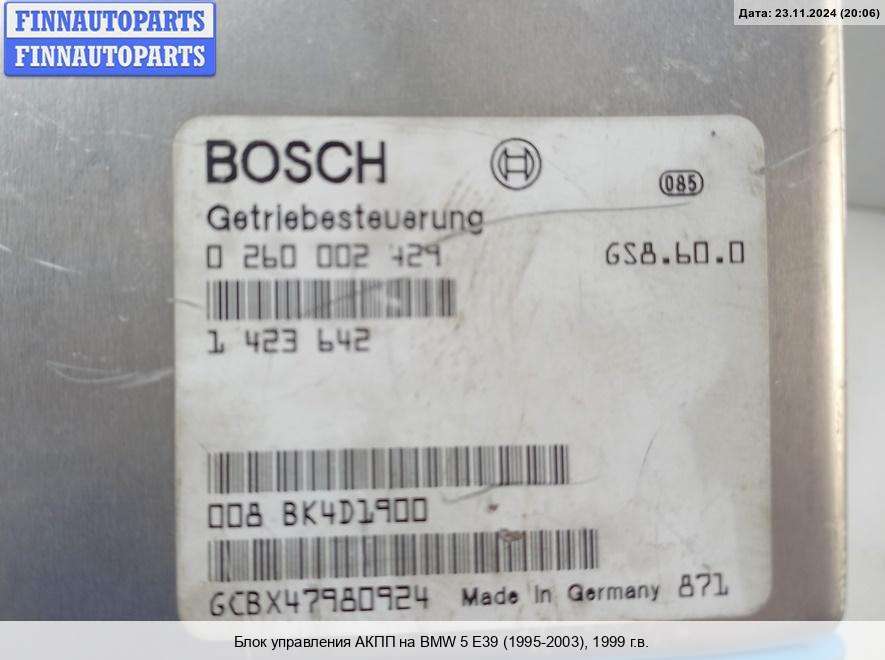 FINNAUTOPARTS
FINNAUTOPARTS
Дата: 23.11.2024 (20:06)
BOSCH
085
Getriebesteuerung
0 260 002 429
GS8.60.0
1 423 642
008 BK4D1900
GCBX47980924 Made in Germany 871
Блок управления АКПП на BMW 5 E39 (1995-2003), 1999 г.в.